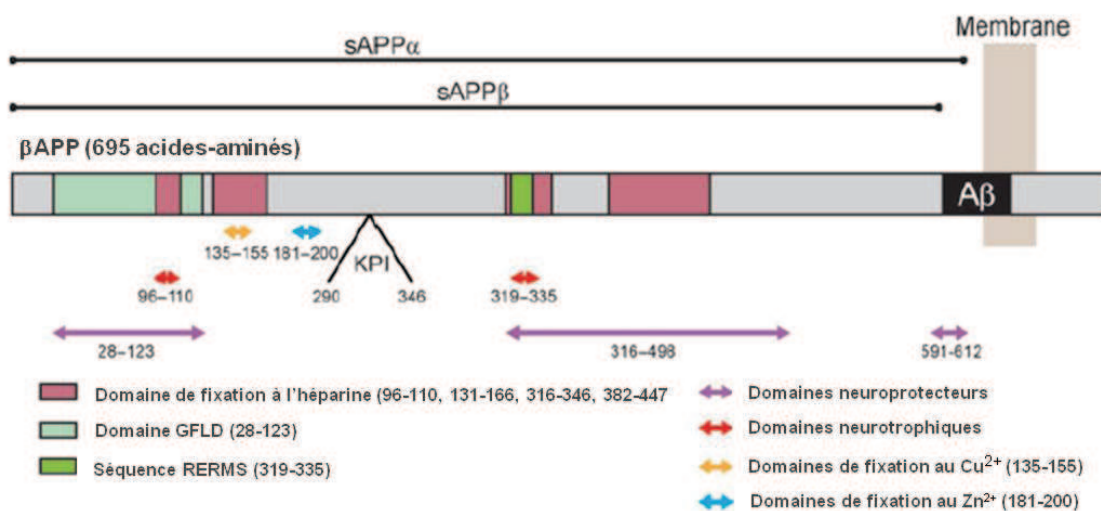 Membrane
sAPPα
sAPPβ
βAPP (695 acides-aminés)
Aβ
135–155
181–200
KPI
96–110
290
346
319–335
28–123
316–498
591-612
Domaine de fixation à l'héparine (96-110, 131-166, 316-346, 382-447
Domaine GFLD (28-123)
Séquence RERMS (319-335)
Domaines neuroprotecteurs
Domaines neurotrophiques
Domaines de fixation au Cu²⁺ (135-155)
Domaines de fixation au Zn²⁺ (181-200)